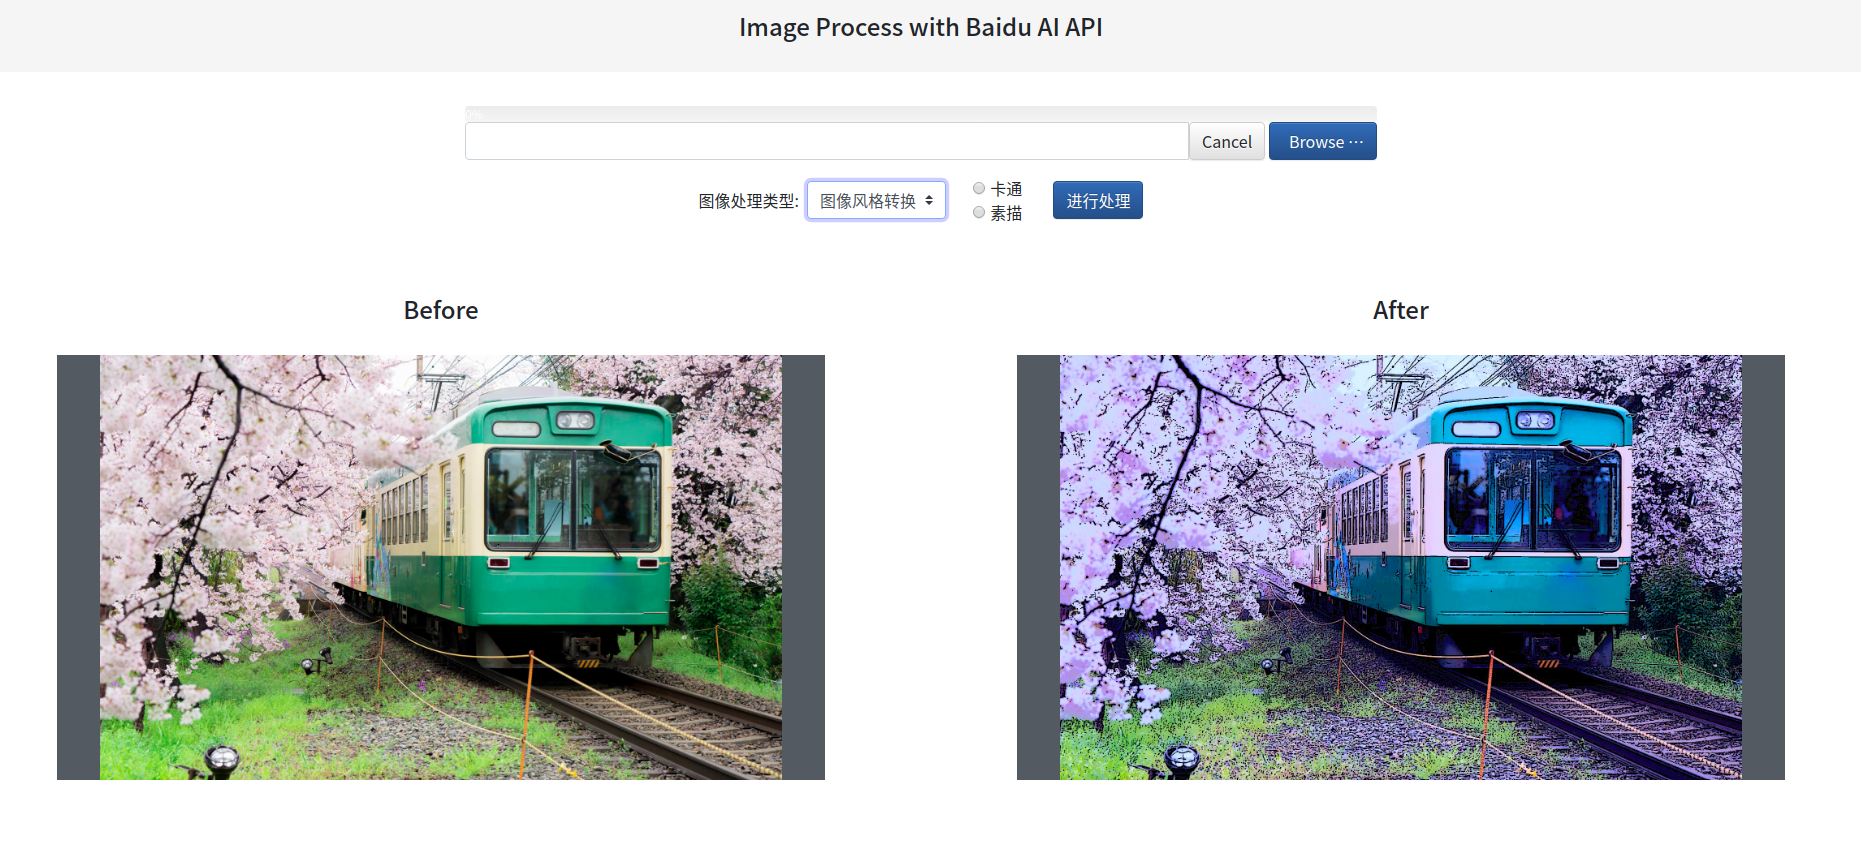 Image Process with Baidu AI API
0%
Cancel Browse ...
图像处理类型: 图像风格转换 卡通 进行处理
素描
Before After